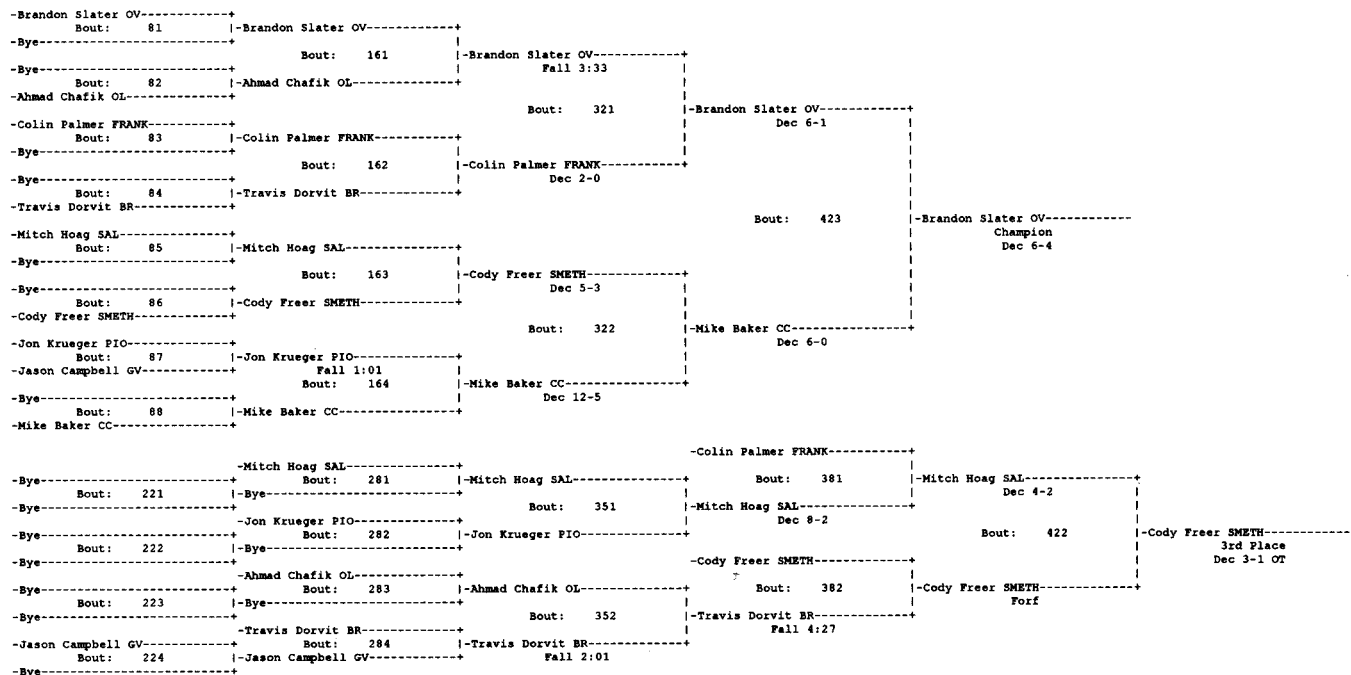 -Brandon Slater OV------------+
Bout: 81 |-Brandon Slater OV------------+
-Bye--------------------------+
Bout: 161 |-Brandon Slater OV------------+
-Bye--------------------------+ Fall 3:33
Bout: 82 |-Ahmad Chafik OL--------------+
-Ahmad Chafik OL--------------+
Bout: 321 |-Brandon Slater OV------------+
-Colin Palmer FRANK-----------+ Dec 6-1
Bout: 83 |-Colin Palmer FRANK-----------+
-Bye--------------------------+
Bout: 162 |-Colin Palmer FRANK-----------+
-Bye--------------------------+ Dec 2-0
Bout: 84 |-Travis Dorvit BR-------------+
-Travis Dorvit BR-------------+
Bout: 423 |-Brandon Slater OV------------
-Mitch Hoag SAL---------------+ Champion
Bout: 85 |-Mitch Hoag SAL---------------+ Dec 6-4
-Bye--------------------------+
Bout: 163 |-Cody Freer SMETH-------------+
-Bye--------------------------+ Dec 5-3
Bout: 86 |-Cody Freer SMETH-------------+
-Cody Freer SMETH-------------+
Bout: 322 |-Mike Baker CC----------------+
-Jon Krueger PIO--------------+ Dec 6-0
Bout: 87 |-Jon Krueger PIO--------------+
-Jason Campbell GV------------+ Fall 1:01
Bout: 164 |-Mike Baker CC----------------+
-Bye--------------------------+ Dec 12-5
Bout: 88 |-Mike Baker CC----------------+
-Mike Baker CC----------------+
-Colin Palmer FRANK-----------+
-Mitch Hoag SAL---------------+
-Bye--------------------------+ Bout: 281 |-Mitch Hoag SAL---------------+ Bout: 381 |-Mitch Hoag SAL---------------+
Bout: 221 |-Bye--------------------------+ Dec 4-2
-Bye--------------------------+ Bout: 351 |-Mitch Hoag SAL---------------+
-Jon Krueger PIO--------------+ Dec 8-2
-Bye--------------------------+ Bout: 282 |-Jon Krueger PIO--------------+ Bout: 422 |-Cody Freer SMETH-------------
Bout: 222 |-Bye--------------------------+ 3rd Place
-Bye--------------------------+ -Cody Freer SMETH-------------+ Dec 3-1 OT
-Ahmad Chafik OL--------------+
-Bye--------------------------+ Bout: 283 |-Ahmad Chafik OL--------------+ Bout: 382 |-Cody Freer SMETH-------------+
Bout: 223 |-Bye--------------------------+ Forf
-Bye--------------------------+ Bout: 352 |-Travis Dorvit BR-------------+
-Travis Dorvit BR-------------+ Fall 4:27
-Jason Campbell GV------------+ Bout: 284 |-Travis Dorvit BR-------------+
Bout: 224 |-Jason Campbell GV------------+ Fall 2:01
-Bye--------------------------+